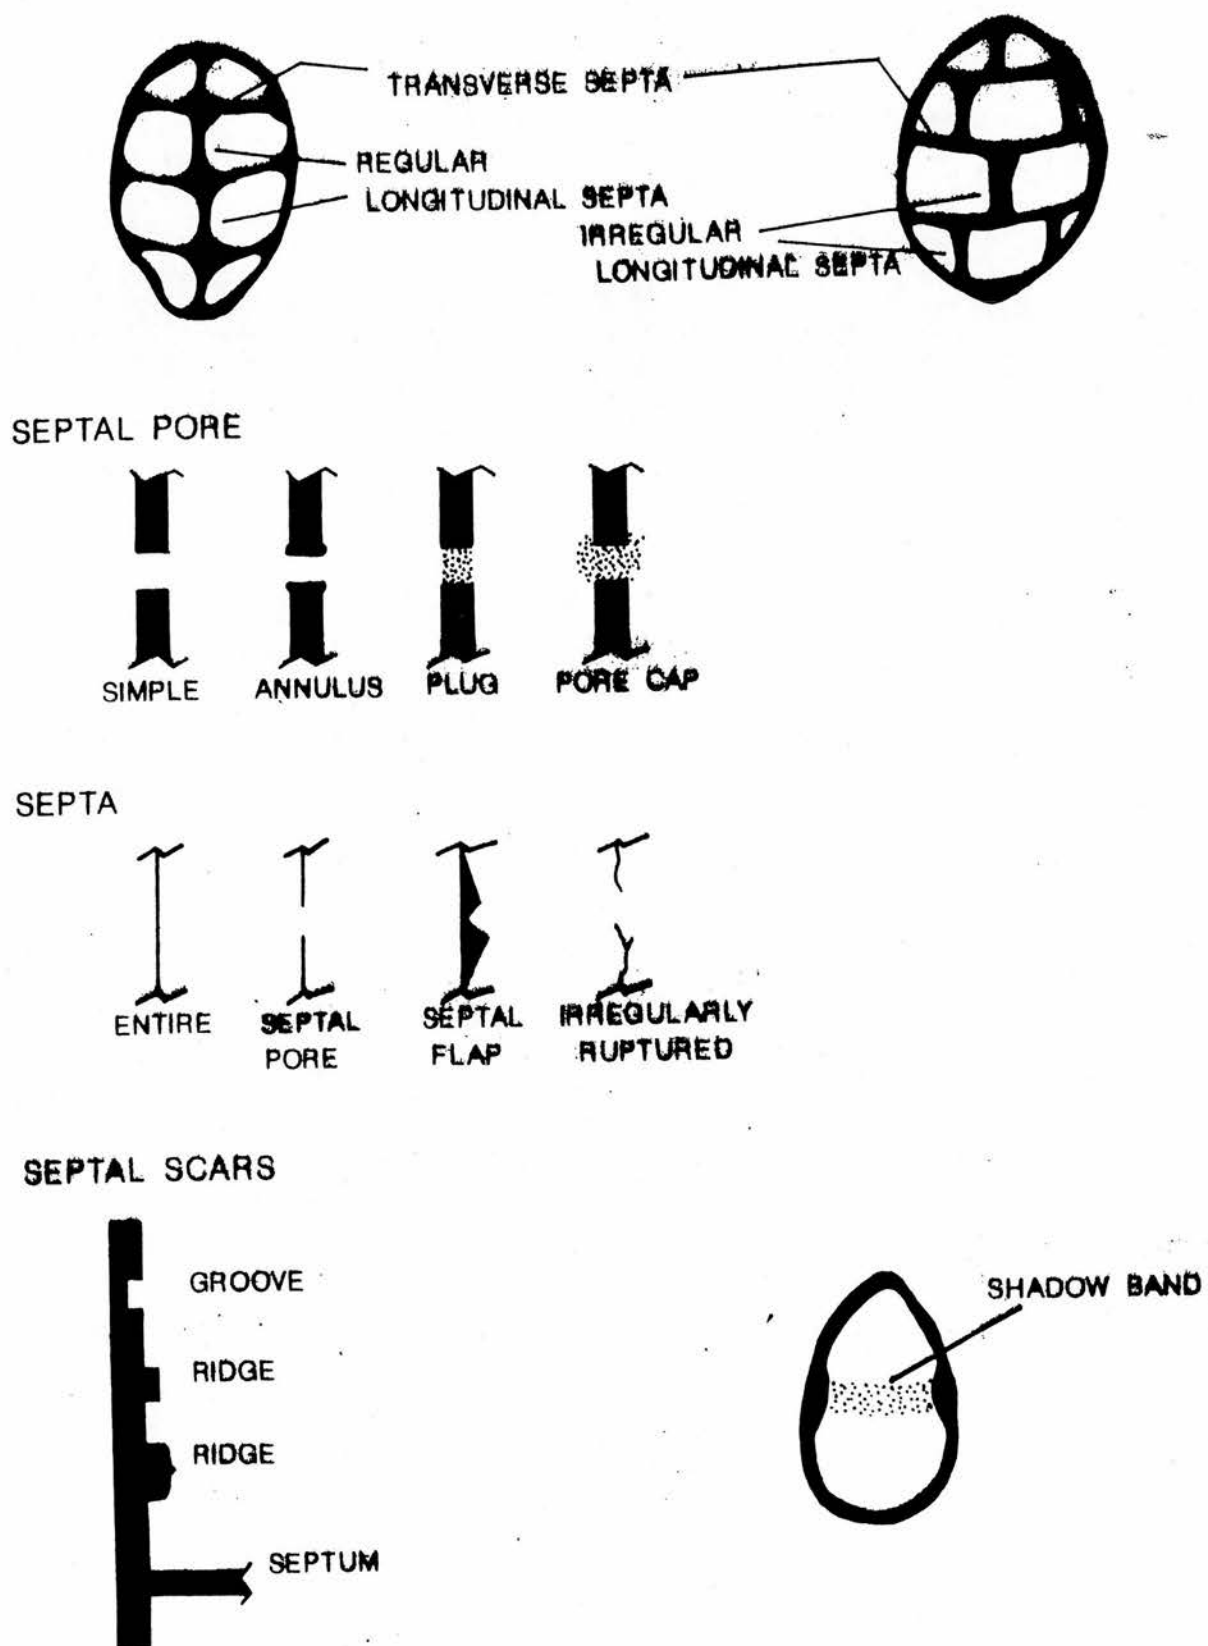 TRANSVERSE SEPTA
REGULAR
LONGITUDINAL SEPTA
IRREGULAR
LONGITUDINAL SEPTA
SEPTAL PORE
SIMPLE
ANNULUS
PLUG
PORE CAP
SEPTA
ENTIRE
SEPTAL
PORE
SEPTAL
FLAP
IRREGULARLY
RUPTURED
SEPTAL SCARS
GROOVE
RIDGE
RIDGE
SEPTUM
SHADOW BAND